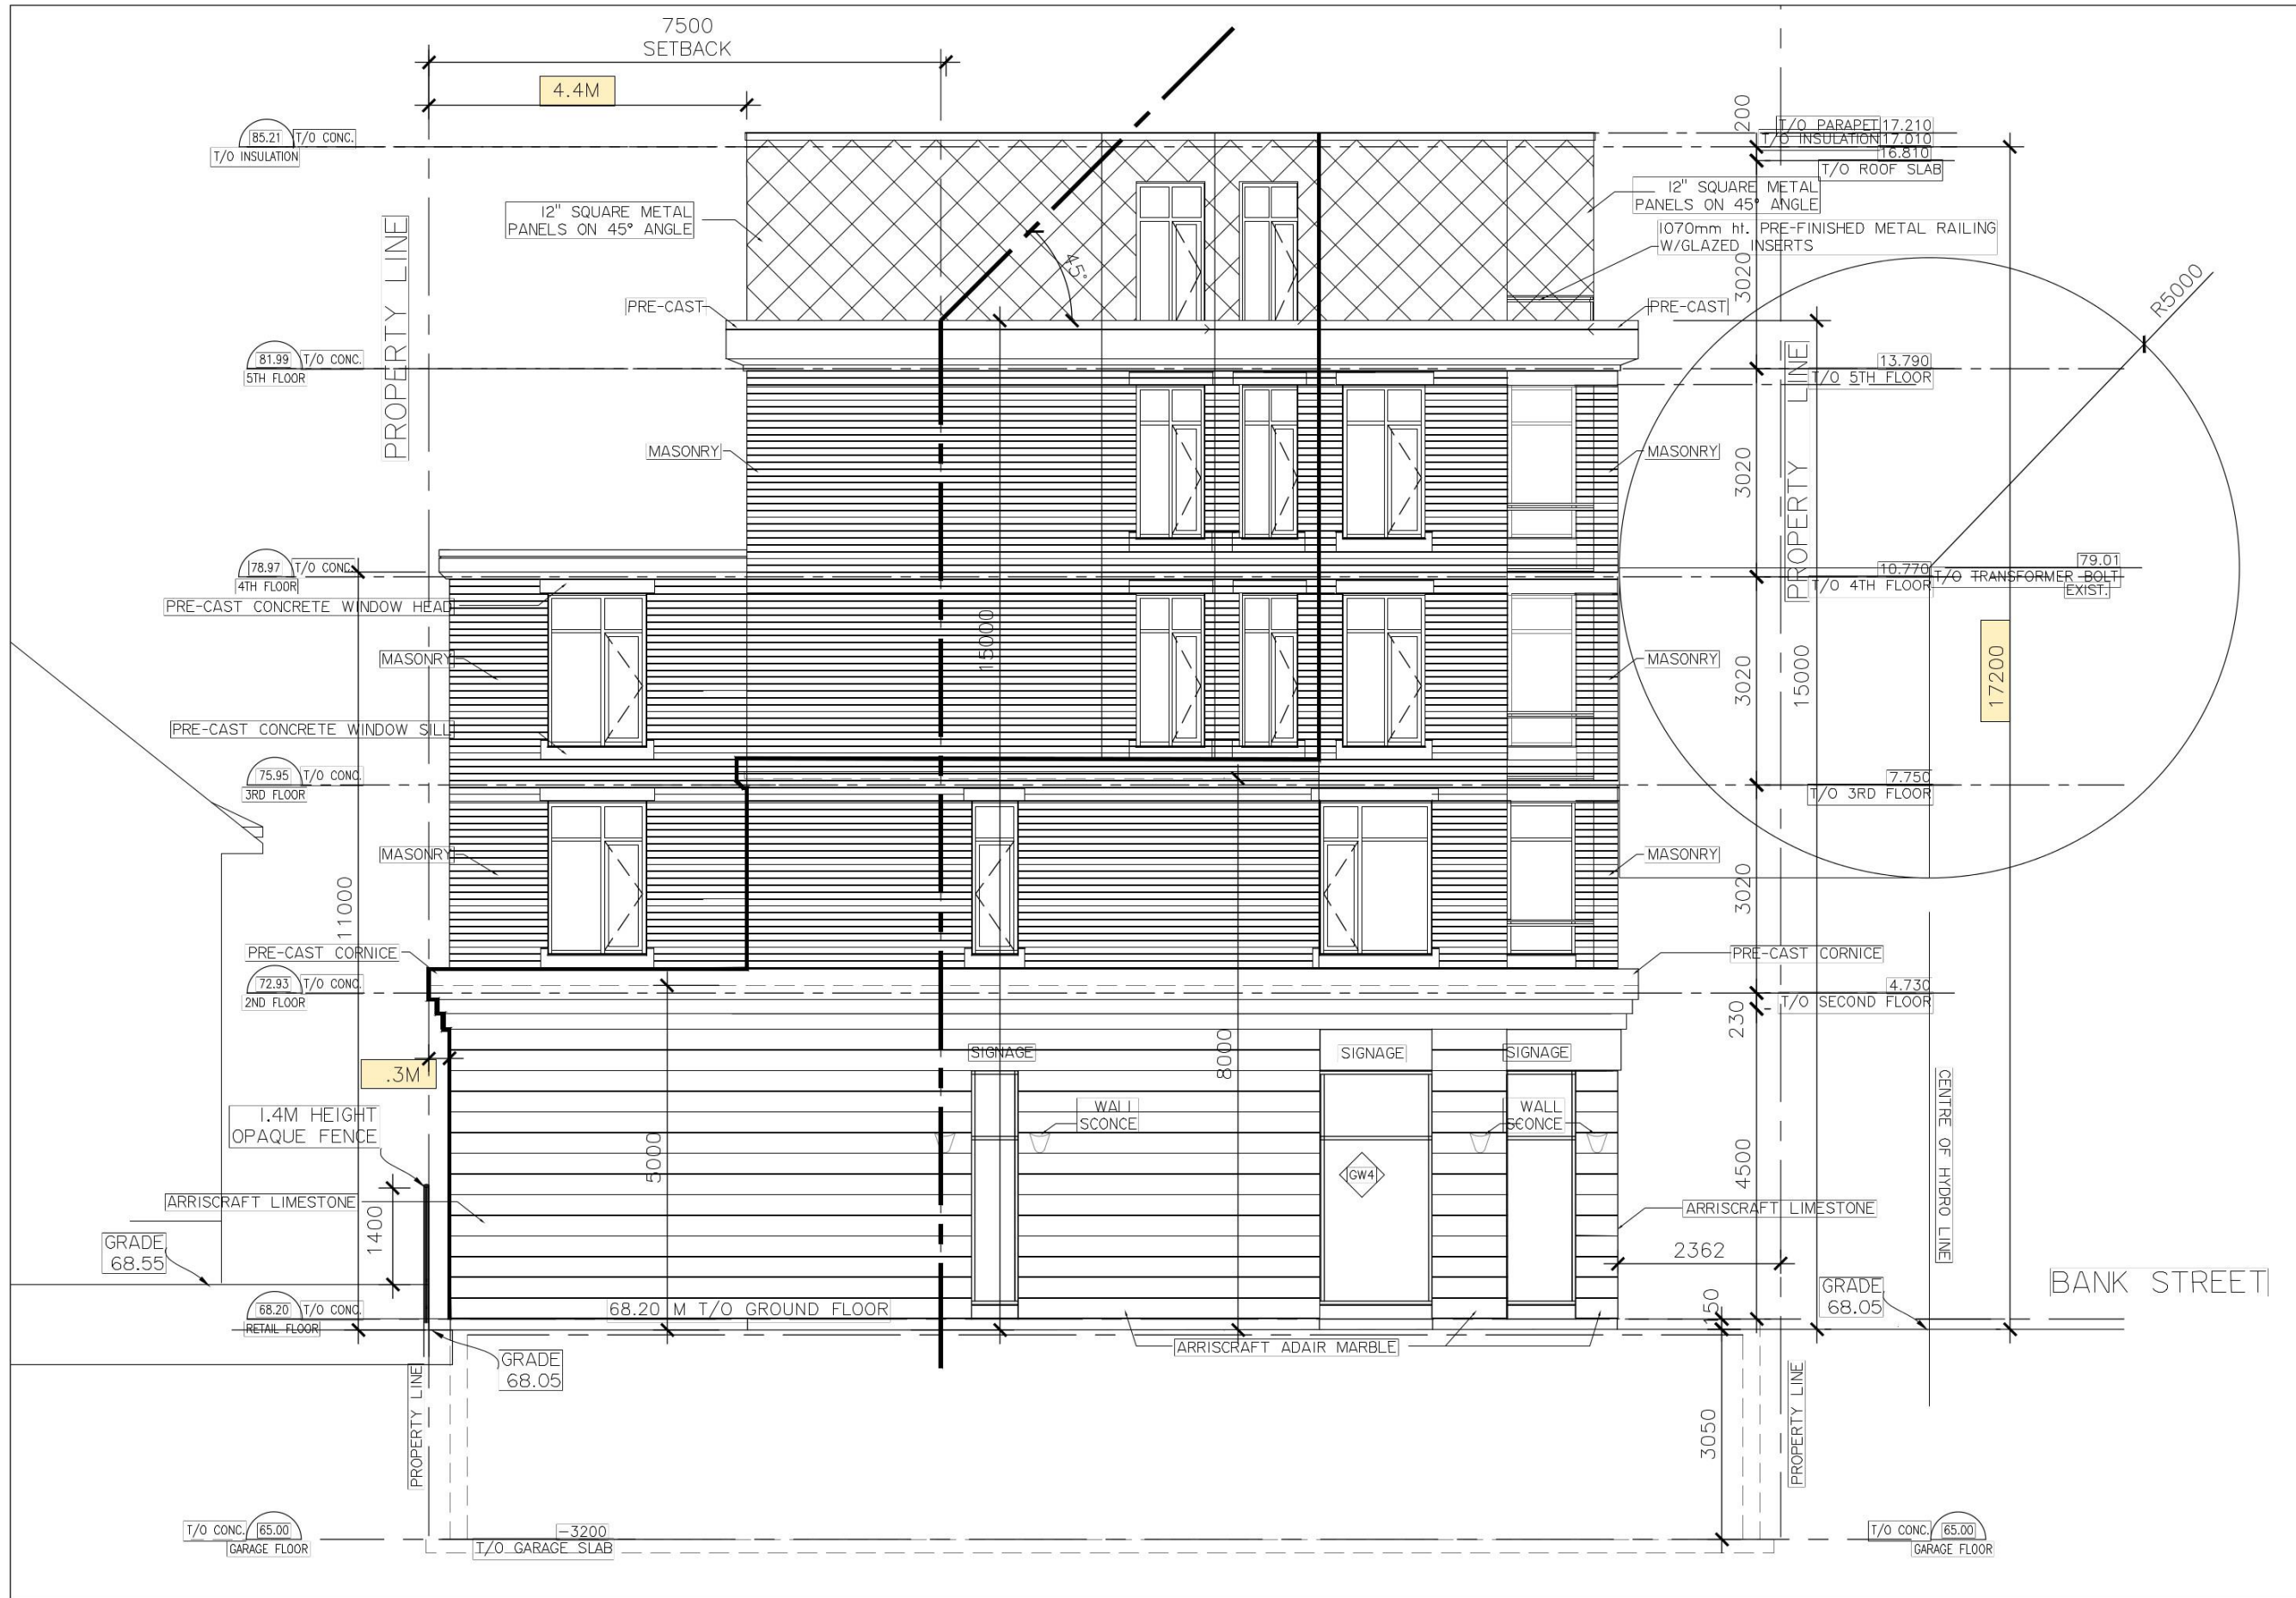 7500
SETBACK
4.4M
85.21 T/O CONC.
T/O INSULATION
200
T/O PARAPET 17.210
T/O INSULATION 17.010
16.810
T/O ROOF SLAB
PROPERTY LINE
12" SQUARE METAL
PANELS ON 45° ANGLE
12" SQUARE METAL
PANELS ON 45° ANGLE
1070mm ht. PRE-FINISHED METAL RAILING
W/GLAZED INSERTS
45°
3020
R5000
PRE-CAST
PRE-CAST
81.99 T/O CONC.
5TH FLOOR
13.790
T/O 5TH FLOOR
PROPERTY LINE
MASONRY
MASONRY
3020
78.97 T/O CONC.
4TH FLOOR
10.770
T/O 4TH FLOOR
79.01
T/O TRANSFORMER BOLT
EXIST.
PRE-CAST CONCRETE WINDOW HEAD
15000
MASONRY
MASONRY
3020
15000
17200
PRE-CAST CONCRETE WINDOW SILL
75.95 T/O CONC.
3RD FLOOR
7.750
T/O 3RD FLOOR
MASONRY
MASONRY
11000
3020
PRE-CAST CORNICE
PRE-CAST CORNICE
72.93 T/O CONC.
2ND FLOOR
4.730
T/O SECOND FLOOR
230
8000
SIGNAGE
SIGNAGE
SIGNAGE
.3M
1.4M HEIGHT
OPAQUE FENCE
WALL
SCONCE
WALL
SCONCE
CENTRE OF HYDRO LINE
5000
GW4
4500
ARRISCRAFT LIMESTONE
ARRISCRAFT LIMESTONE
1400
GRADE
68.55
2362
GRADE
68.05
BANK STREET
68.20 T/O CONC.
RETAIL FLOOR
68.20 M T/O GROUND FLOOR
150
ARRISCRAFT ADAIR MARBLE
GRADE
68.05
PROPERTY LINE
3050
PROPERTY LINE
T/O CONC. 65.00
GARAGE FLOOR
-3200
T/O GARAGE SLAB
T/O CONC. 65.00
GARAGE FLOOR